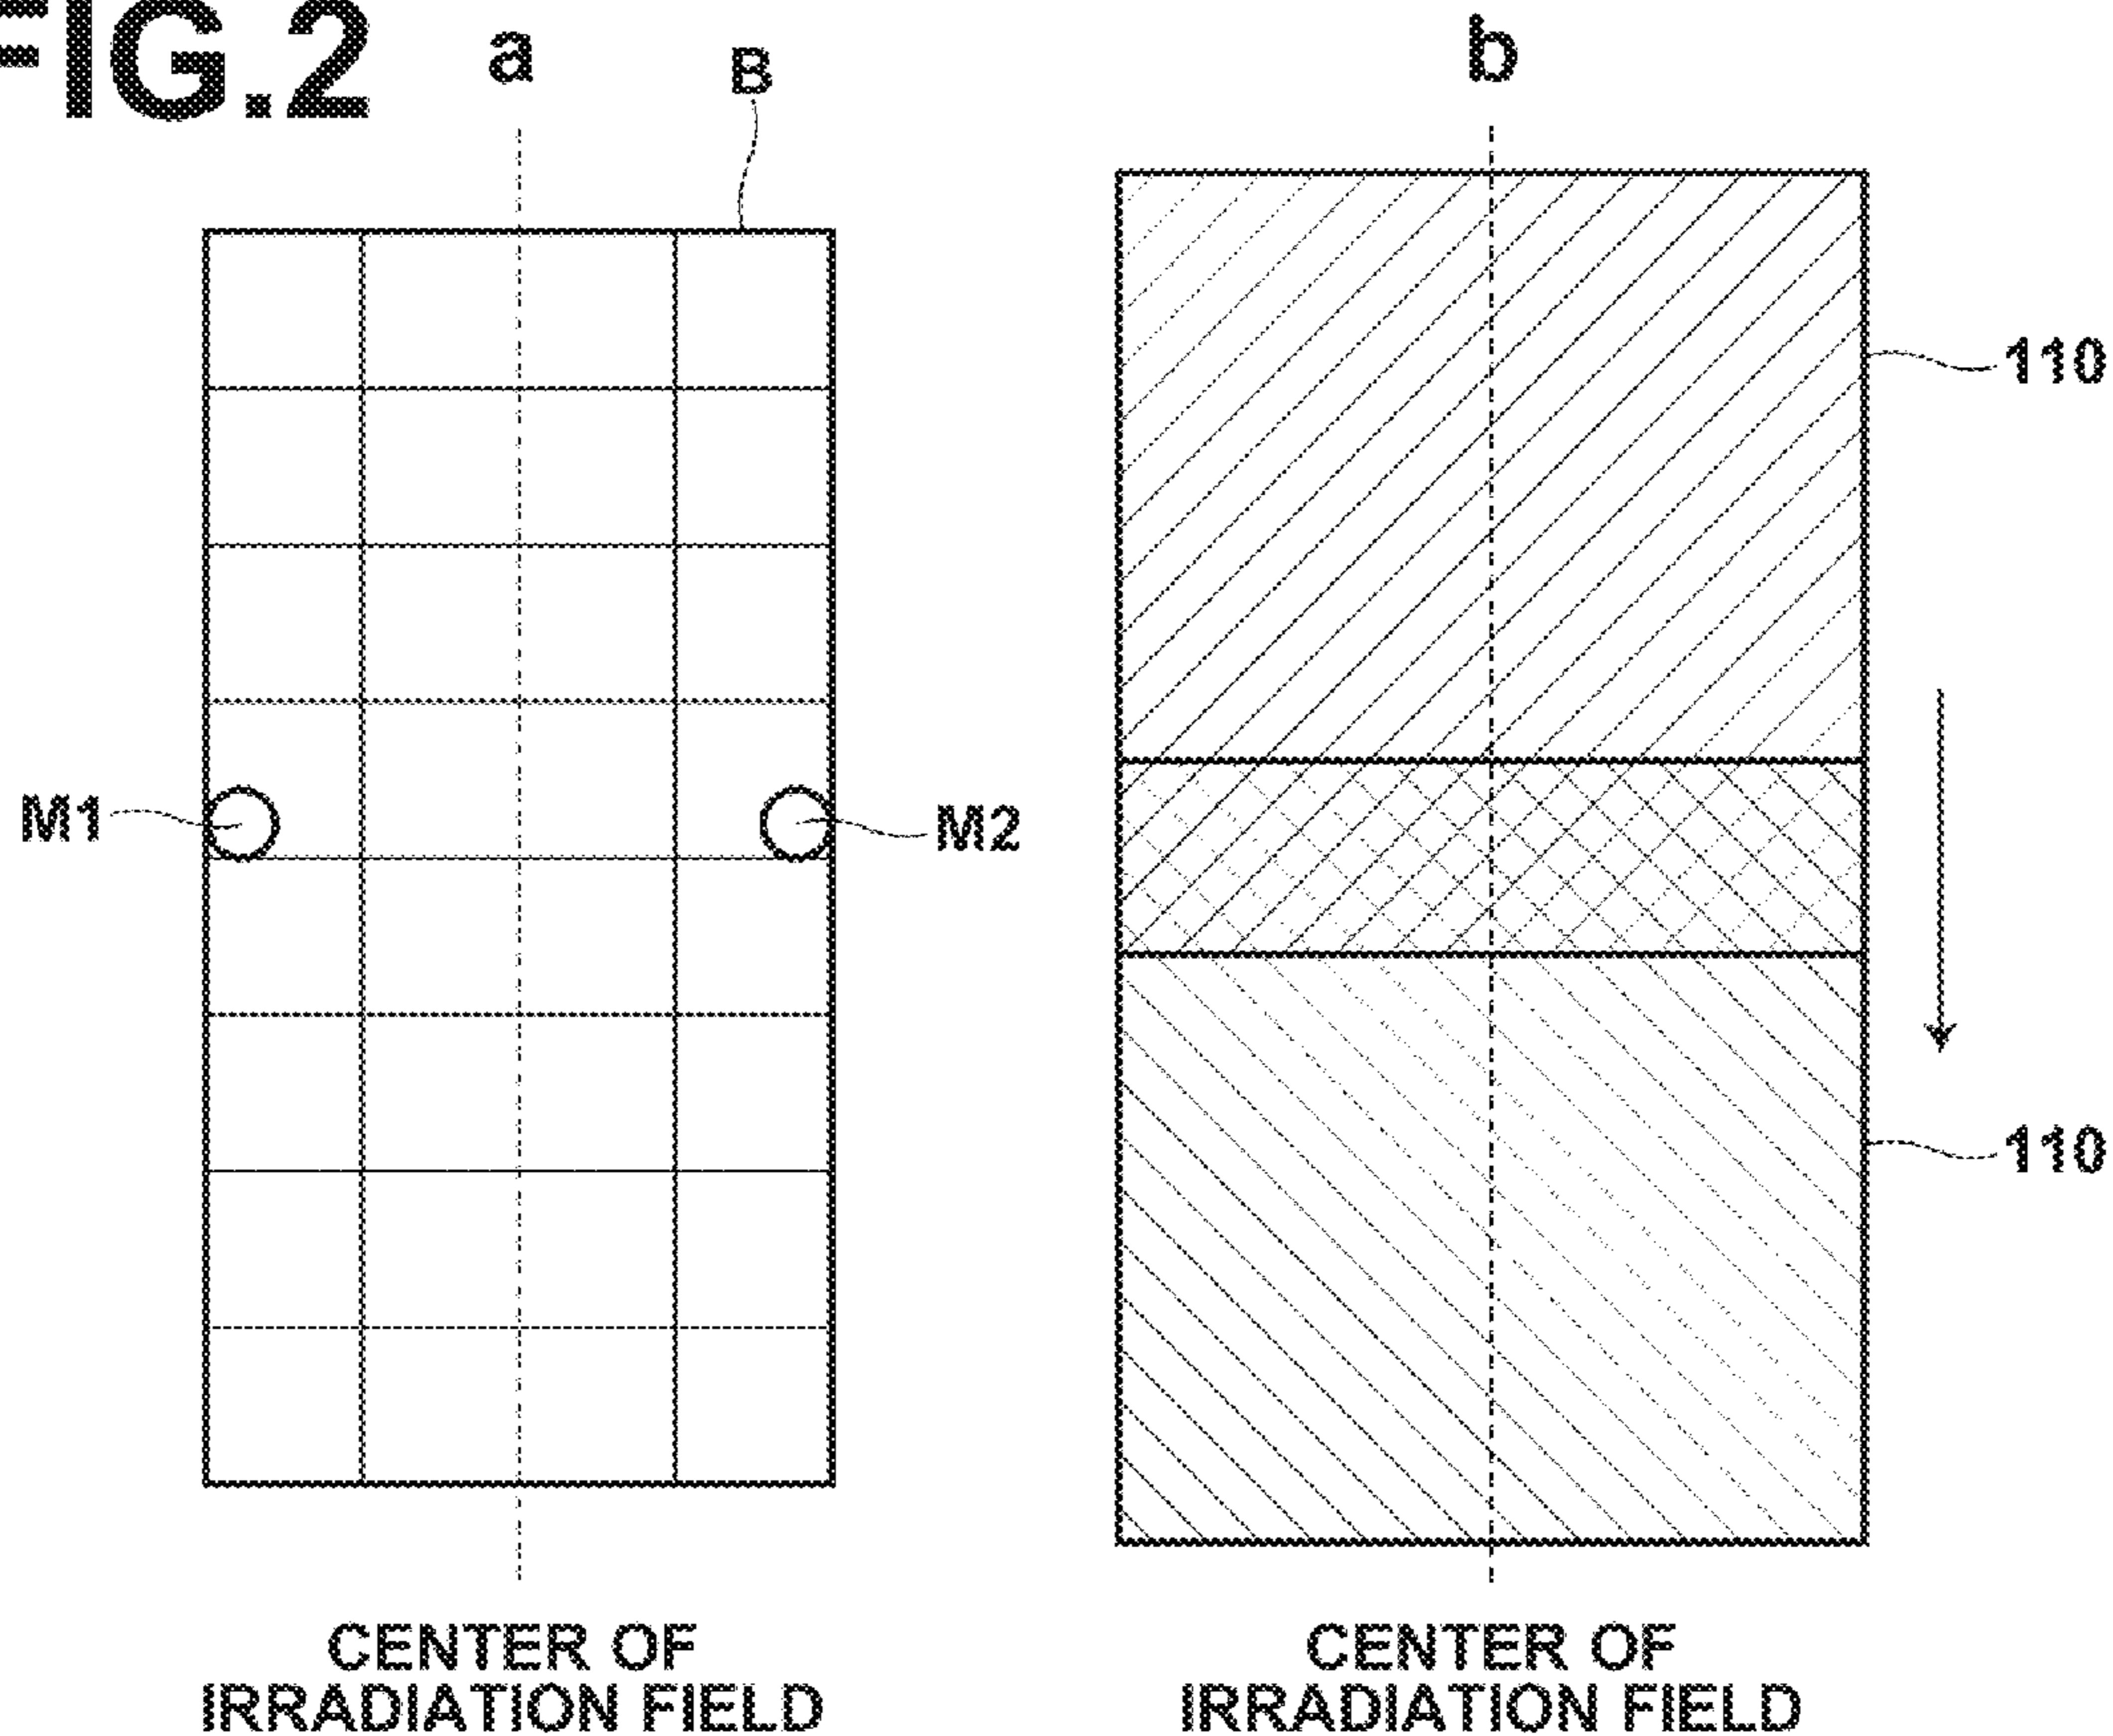 FIG.2
a
B
b
110
M1
M2
110
CENTER OF
IRRADIATION FIELD
CENTER OF
IRRADIATION FIELD